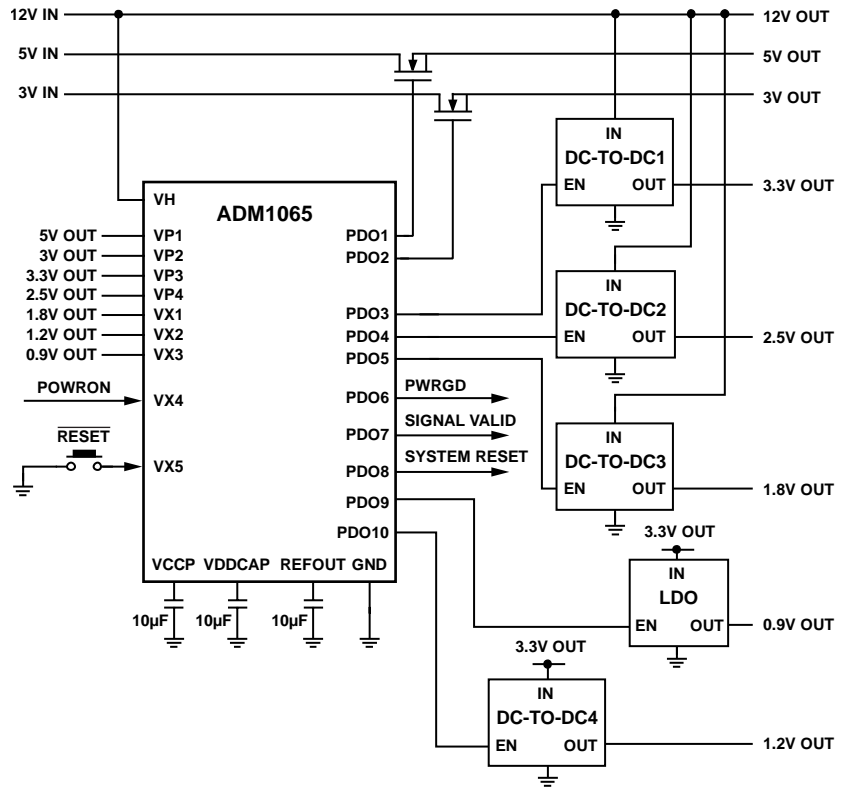 12V IN
12V OUT
5V IN
5V OUT
3V IN
3V OUT
IN
DC-TO-DC1
EN OUT
3.3V OUT
VH
ADM1065
5V OUT
VP1
PDO1
3V OUT
VP2
PDO2
3.3V OUT
VP3
2.5V OUT
VP4
1.8V OUT
VX1
PDO3
1.2V OUT
VX2
PDO4
0.9V OUT
VX3
PDO5
IN
DC-TO-DC2
EN OUT
2.5V OUT
POWRON
VX4
PDO6
PWRGD
PDO7
SIGNAL VALID
RESET
VX5
PDO8
SYSTEM RESET
IN
DC-TO-DC3
EN OUT
1.8V OUT
PDO9
PDO10
VCCP VDDCAP REFOUT GND
10µF 10µF 10µF
3.3V OUT
IN
LDO
EN OUT
0.9V OUT
3.3V OUT
IN
DC-TO-DC4
EN OUT
1.2V OUT